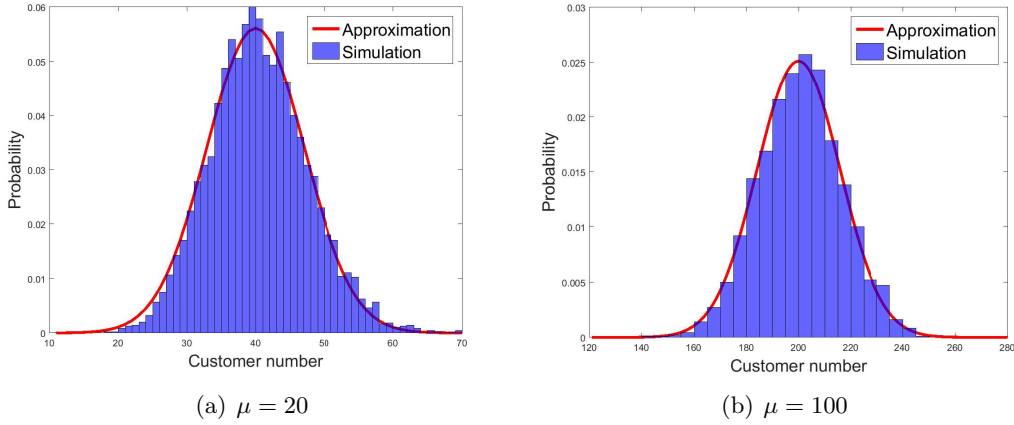 0.06
0.05
0.04
0.03
0.02
0.01
0
10 20 30 40 50 60 70
Probability
Customer number
Approximation
Simulation
(a) μ = 20
0.03
0.025
0.02
0.015
0.01
0.005
0
120 140 160 180 200 220 240 260 280
Probability
Customer number
Approximation
Simulation
(b) μ = 100